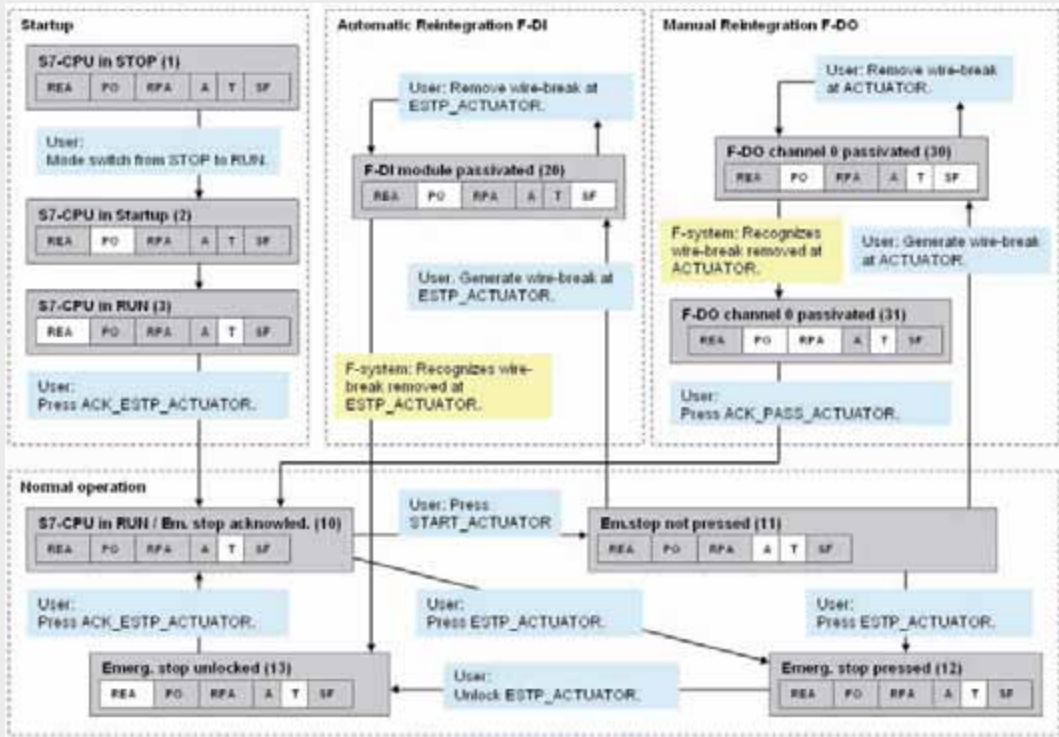 Startup
S7-CPU in STOP (1)
REA PO RPA A T SF
User:
Mode switch from STOP to RUN.
S7-CPU in Startup (2)
REA PO RPA A T SF
S7-CPU in RUN (3)
REA PO RPA A T SF
User:
Press ACK_ESTP_ACTUATOR.
Automatic Reintegration F-DI
User: Remove wire-break at
ESTP_ACTUATOR.
F-DI module passivated (20)
REA PO RPA A T SF
User. Generate wire-break at
ESTP_ACTUATOR.
F-system: Recognizes wire-
break removed at
ESTP_ACTUATOR.
Manual Reintegration F-DO
User: Remove wire-break
at ACTUATOR.
F-DO channel 0 passivated (30)
REA PO RPA A T SF
F-system: Recognizes
wire-break removed at
ACTUATOR.
User: Generate wire-break
at ACTUATOR.
F-DO channel 0 passivated (31)
REA PO RPA A T SF
User:
Press ACK_PASS_ACTUATOR.
Normal operation
S7-CPU in RUN / Em. stop acknowled. (10)
REA PO RPA A T SF
User: Press
START_ACTUATOR
Em.stop not pressed (11)
REA PO RPA A T SF
User:
Press ACK_ESTP_ACTUATOR.
User:
Press ESTP_ACTUATOR.
User:
Press ESTP_ACTUATOR.
Emerg. stop unlocked (13)
REA PO RPA A T SF
User:
Unlock ESTP_ACTUATOR.
Emerg. stop pressed (12)
REA PO RPA A T SF